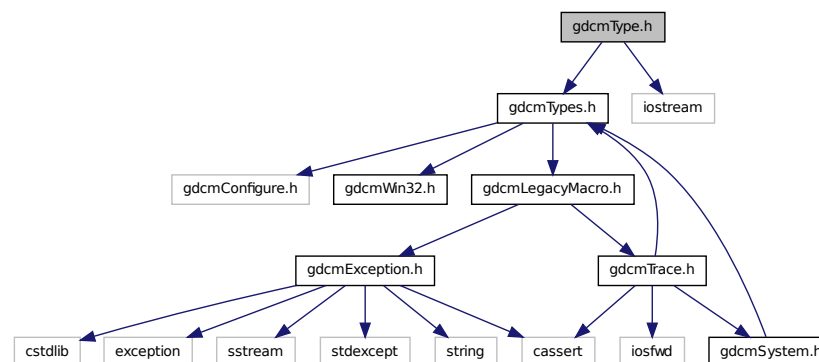 gdcmType.h
gdcmTypes.h
iostream
gdcmConfigure.h
gdcmWin32.h
gdcmLegacyMacro.h
gdcmException.h
gdcmTrace.h
cstdlib
exception
sstream
stdexcept
string
cassert
iosfwd
gdcmSystem.h